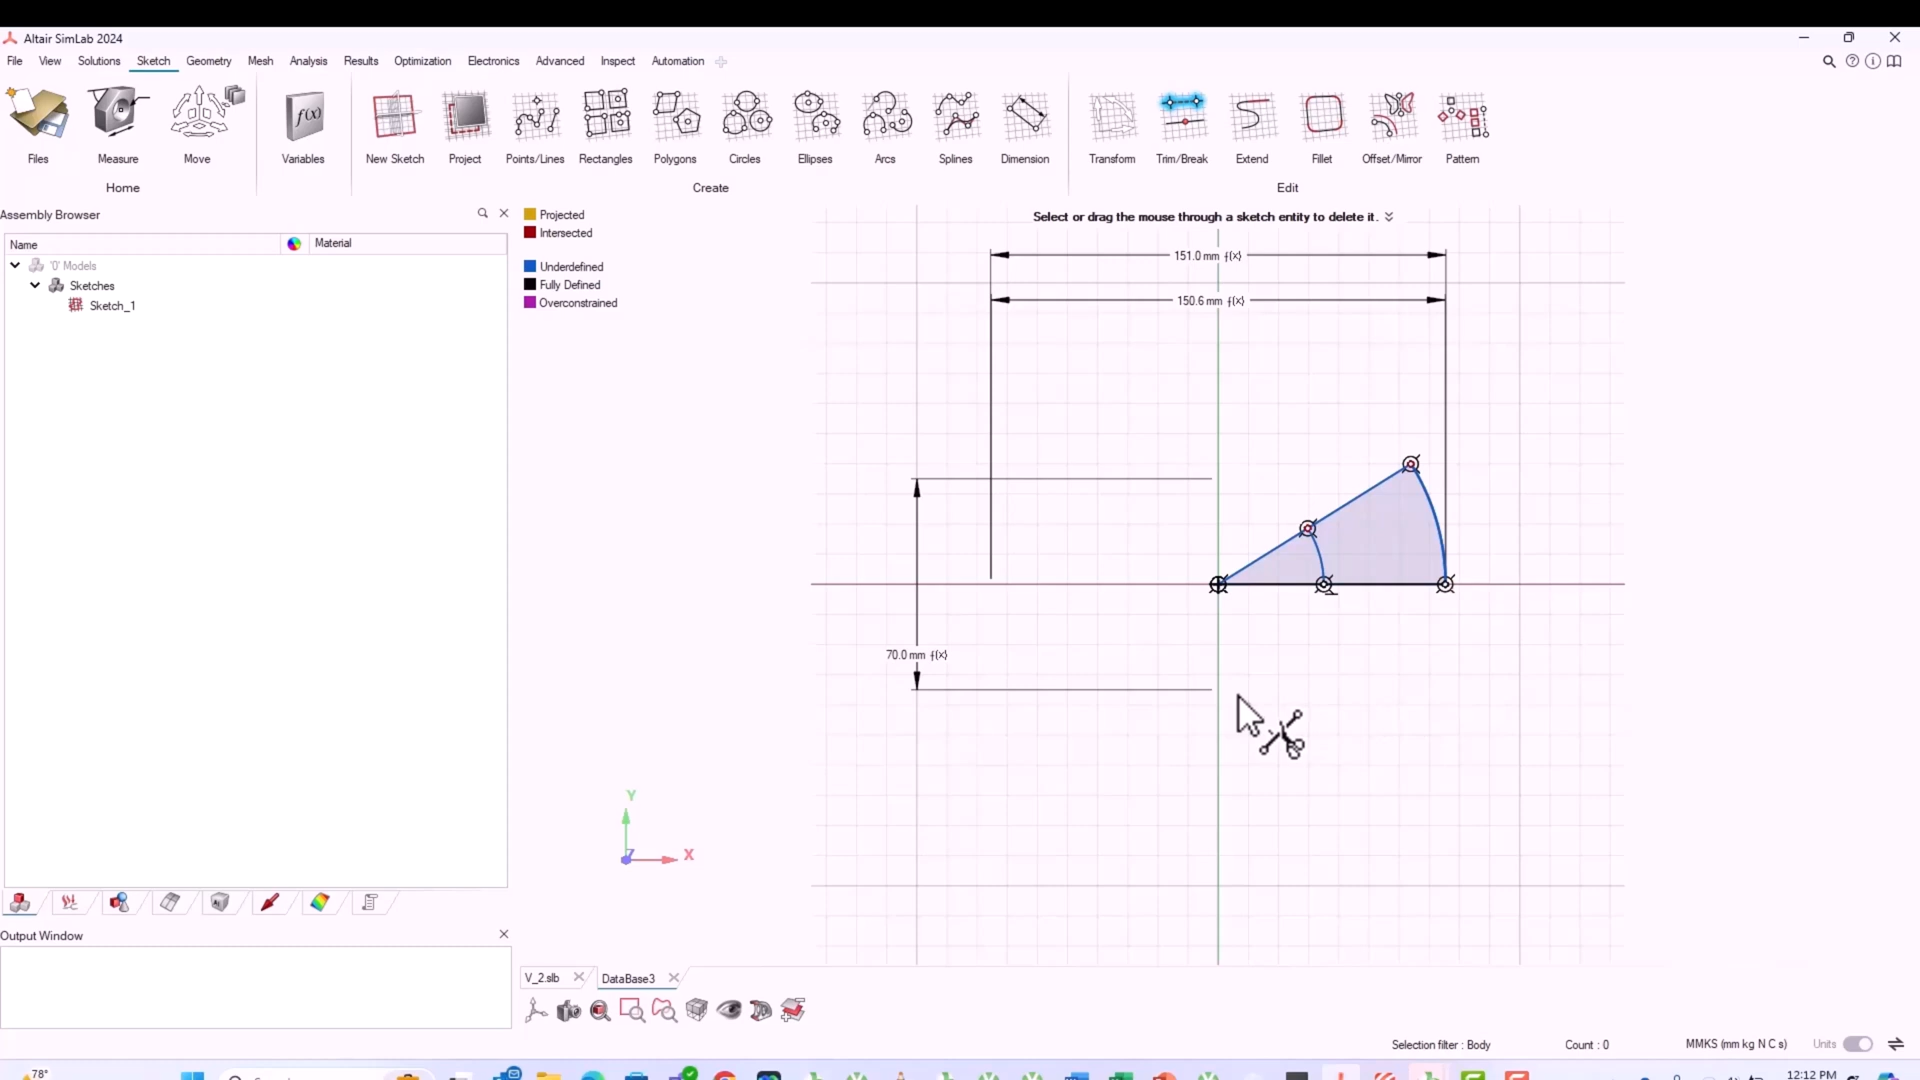 Altair SimLab 2024
File View Solutions Sketch Geometry Mesh Analysis Results Optimization Electronics Advanced Inspect Automation
f(x)
Files Measure Move Variables New Sketch Project Points/Lines Rectangles Polygons Circles Ellipses Arcs Splines Dimension Transform Trim/Break Extend Fillet Offset/Mirror Pattern
Home Create Edit
Assembly Browser
Name Material
'0' Models
Sketches
Sketch_1
Projected
Intersected
Underdefined
Fully Defined
Overconstrained
Select or drag the mouse through a sketch entity to delete it.
151.0 mm f(x)
150.6 mm f(x)
70.0 mm f(x)
Y
Z
X
Output Window
V_2.slb DataBase3
Selection filter : Body Count : 0 MMKS (mm kg N C s) Units
78°
12:12 PM